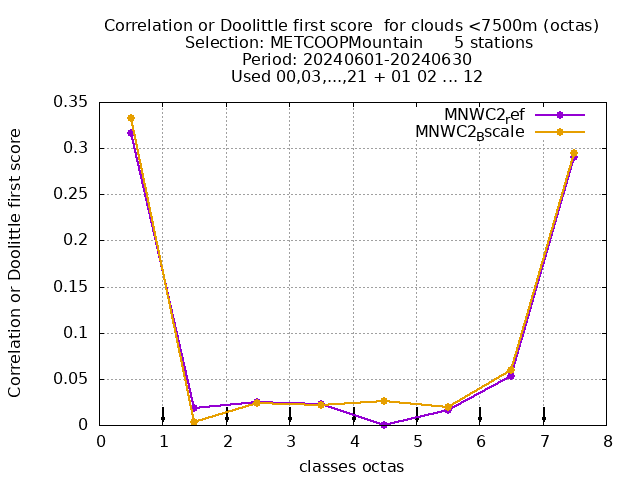 Correlation or Doolittle first score  for clouds <7500m (octas)
Selection: METCOOPMountain      5 stations
Period: 20240601-20240630
Used 00,03,...,21 + 01 02 ... 12
MNWC2ref
MNWC2Bscale
Correlation or Doolittle first score
0.35
0.3
0.25
0.2
0.15
0.1
0.05
0
0 1 2 3 4 5 6 7 8
classes octas